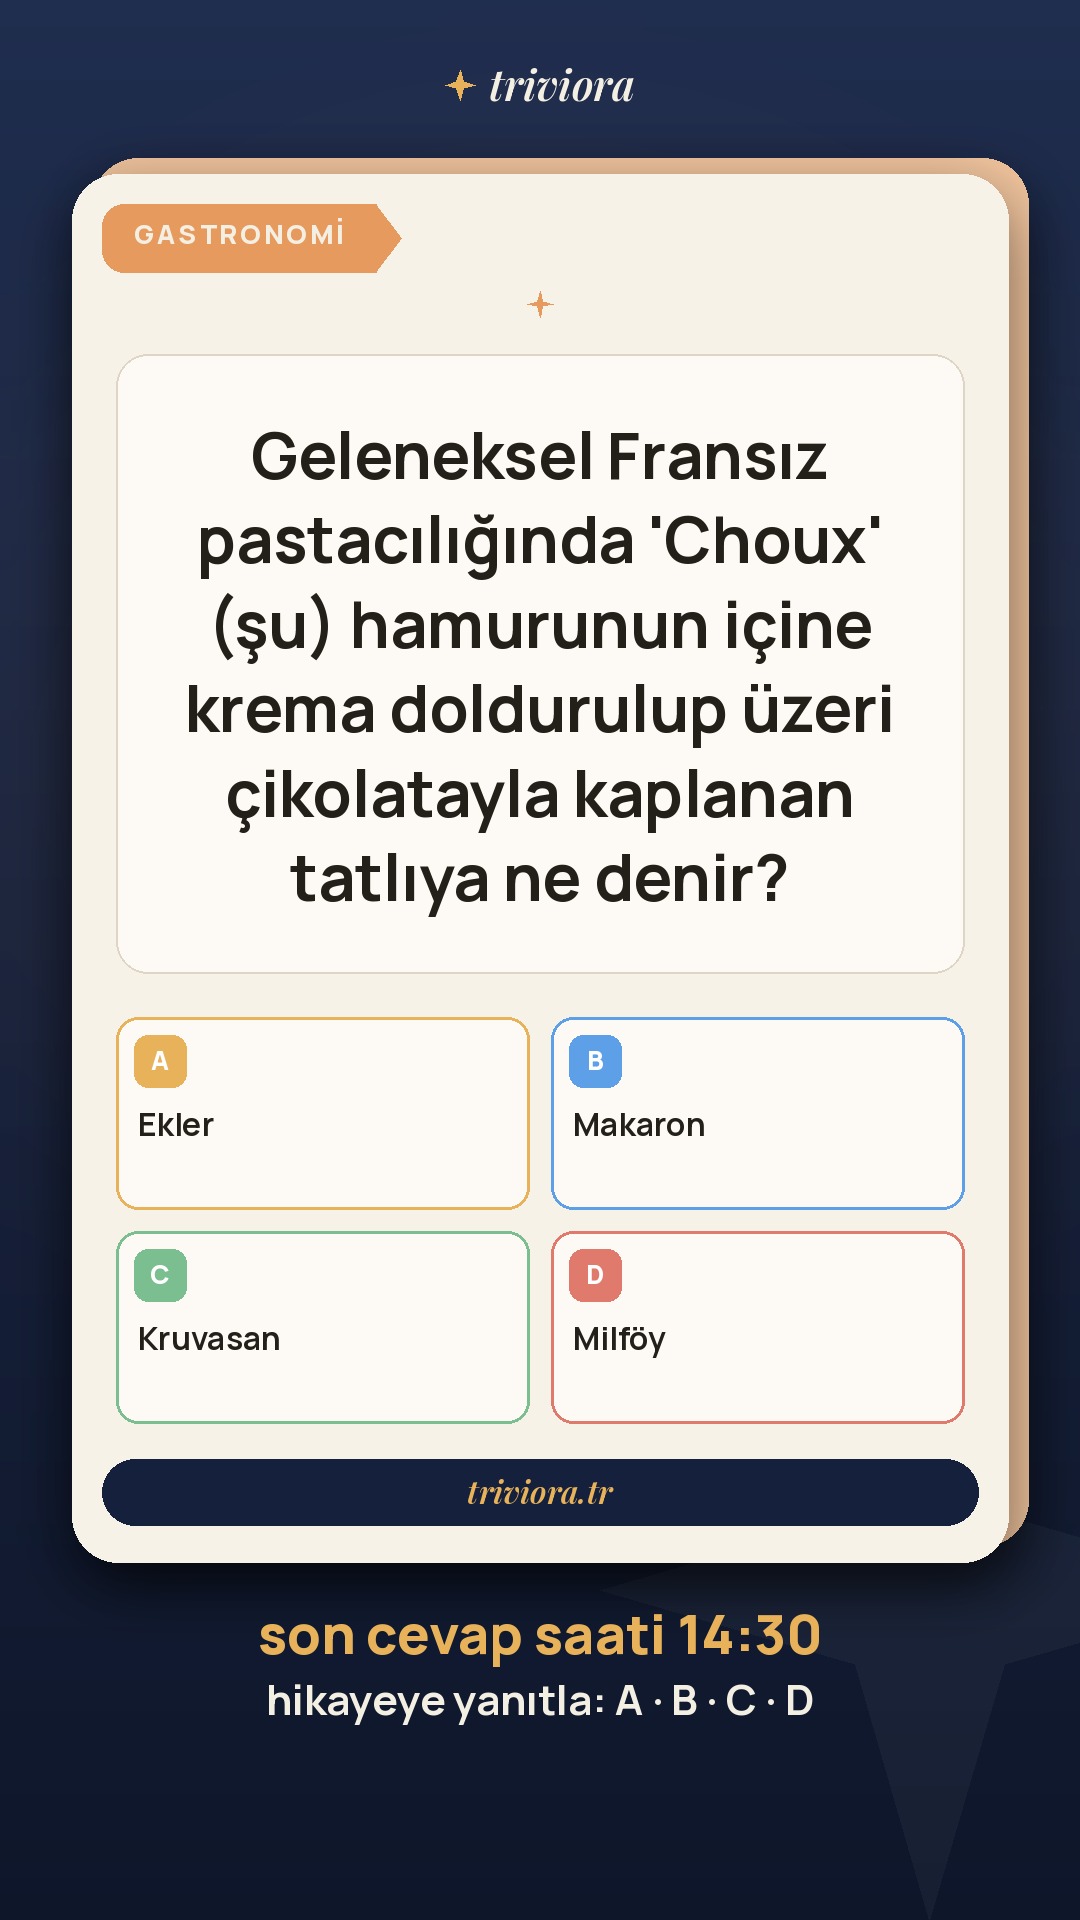 triviora
GASTRONOMİ
Geleneksel Fransız
pastacılığında 'Choux'
(şu) hamurunun içine
krema doldurulup üzeri
çikolatayla kaplanan
tatlıya ne denir?
A
Ekler
B
Makaron
C
Kruvasan
D
Milföy
triviora.tr
son cevap saati 14:30
hikayeye yanıtla: A · B · C · D